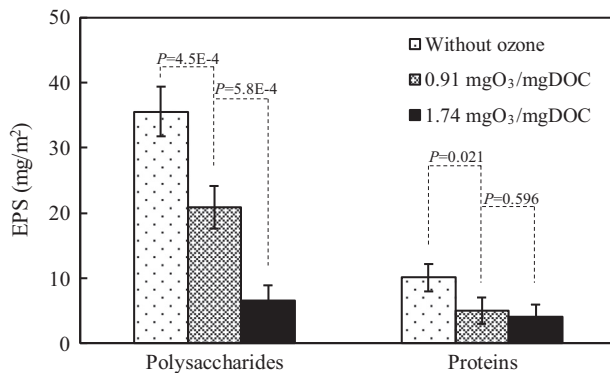 50
40
30
20
10
0
EPS (mg/m²)
Without ozone
0.91 mgO₃/mgDOC
1.74 mgO₃/mgDOC
P=4.5E-4
P=5.8E-4
P=0.021
P=0.596
Polysaccharides
Proteins